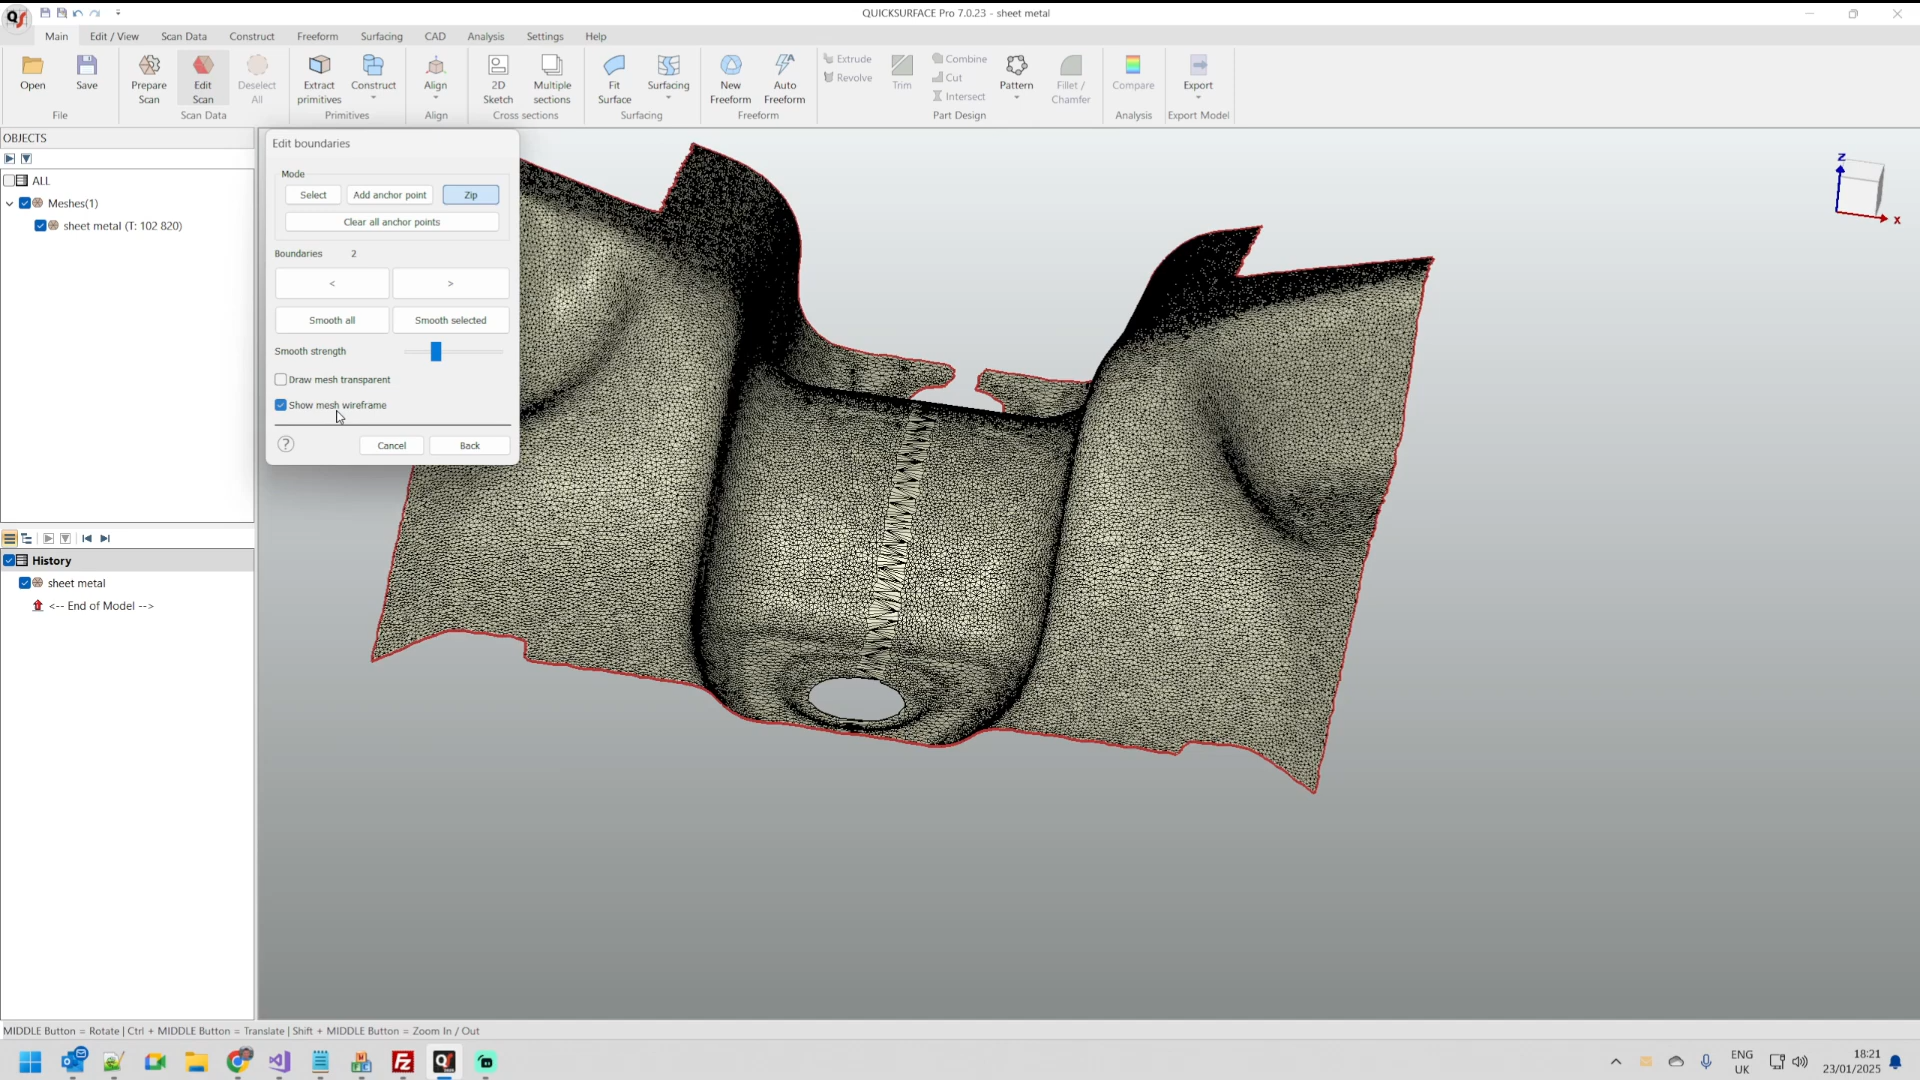 QUICKSURFACE Pro 7.0.23 - sheet metal
Main Edit / View Scan Data Construct Freeform Surfacing CAD Analysis Settings Help
Open Save Prepare Scan Edit Scan Deselect All Extract primitives Construct Align 2D Sketch Multiple sections Fit Surface Surfacing New Freeform Auto Freeform Extrude Revolve Trim Combine Cut Intersect Pattern Fillet / Chamfer Compare Export
File Scan Data Primitives Align Cross sections Surfacing Freeform Part Design Analysis Export Model
OBJECTS
ALL
Meshes(1)
sheet metal (T: 102 820)
History
sheet metal
<-- End of Model -->
Edit boundaries
Mode
Select Add anchor point Zip
Clear all anchor points
Boundaries 2
< >
Smooth all Smooth selected
Smooth strength
Draw mesh transparent
Show mesh wireframe
? Cancel Back
Z
X
MIDDLE Button = Rotate | Ctrl + MIDDLE Button = Translate | Shift + MIDDLE Button = Zoom In / Out
ENG
UK
18:21
23/01/2025